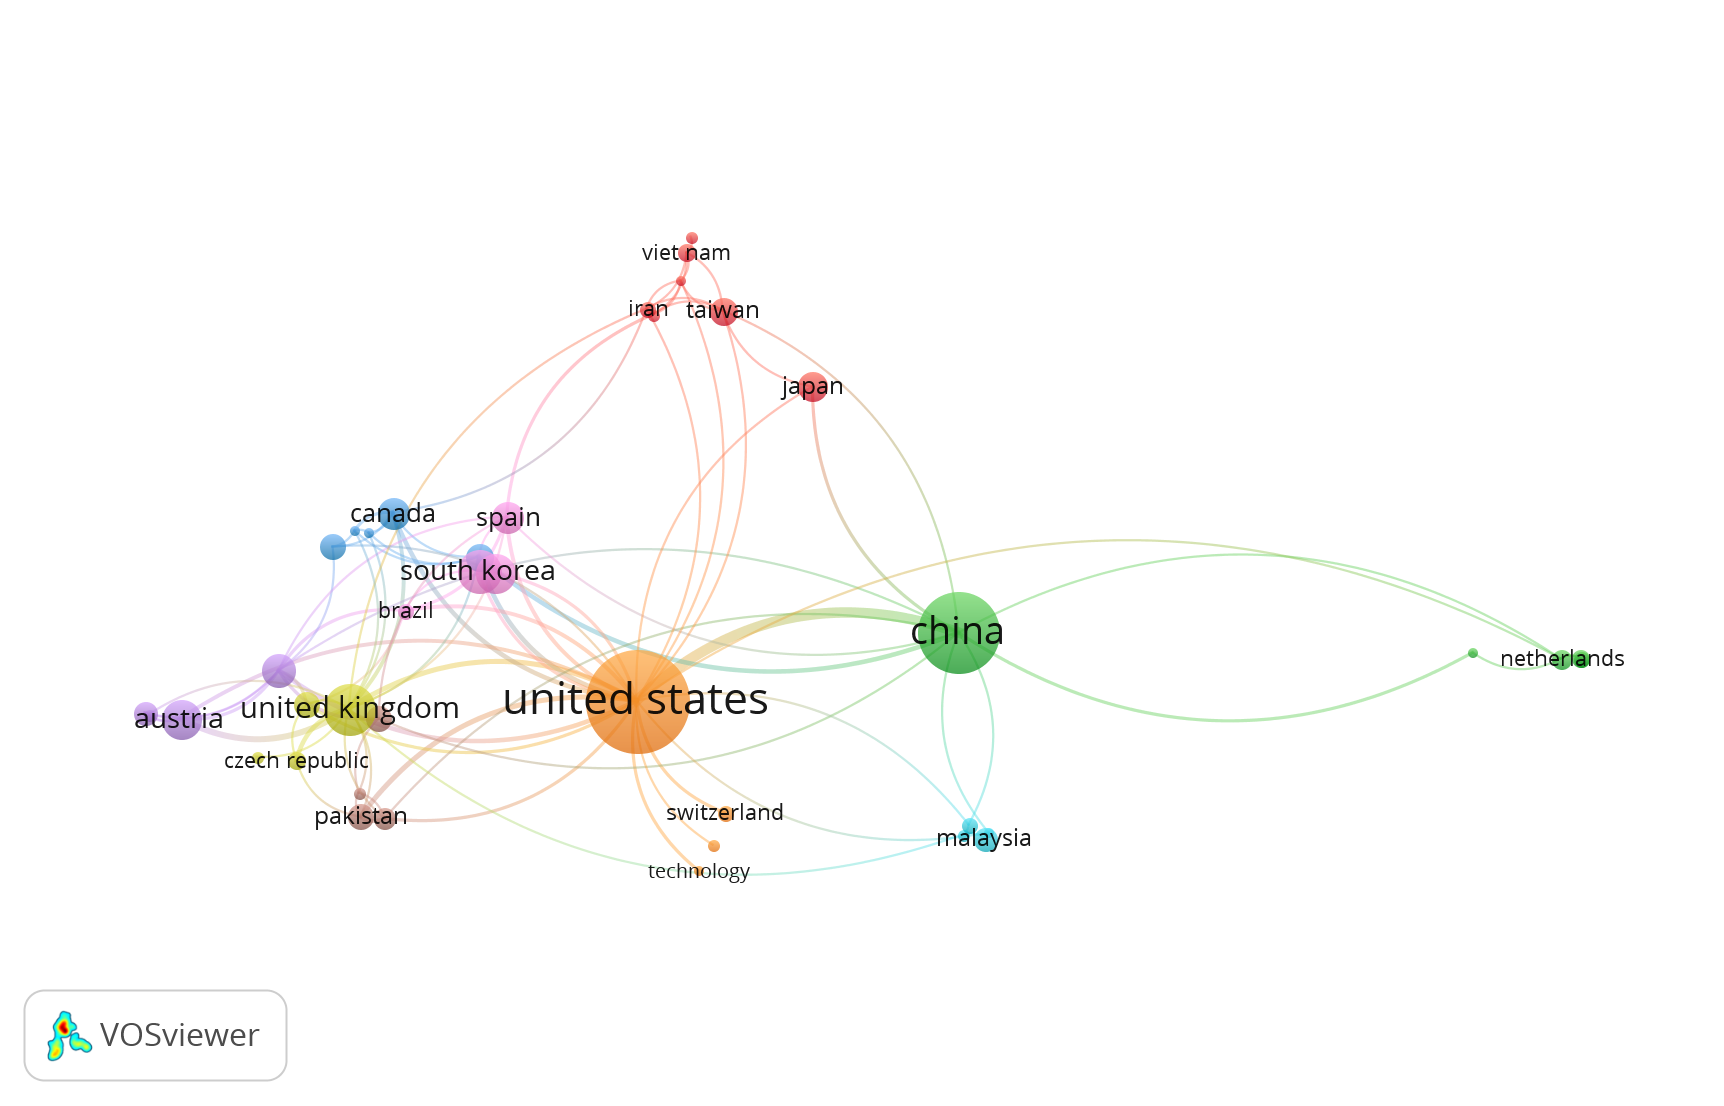 viet nam
iran
taiwan
japan
canada
spain
south korea
brazil
china
netherlands
united states
united kingdom
austria
czech republic
switzerland
pakistan
malaysia
technology
VOSviewer